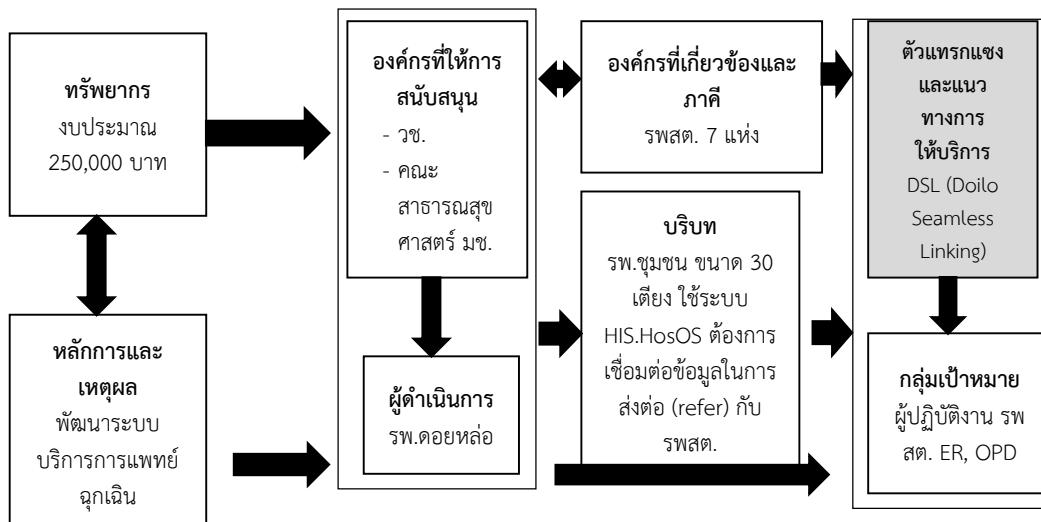 ทรัพยากร
งบประมาณ
250,000 บาท
หลักการและ
เหตุผล
พัฒนาระบบ
บริการการแพทย์
ฉุกเฉิน
องค์กรที่ให้การ
สนับสนุน
- วช.
- คณะ
สาธารณสุข
ศาสตร์ มช.
ผู้ดำเนินการ
รพ.ดอยหล่อ
องค์กรที่เกี่ยวข้องและ
ภาคี
รพสต. 7 แห่ง
บริบท
รพ.ชุมชน ขนาด 30
เตียง ใช้ระบบ
HIS.HosOS ต้องการ
เชื่อมต่อข้อมูลในการ
ส่งต่อ (refer) กับ
รพสต.
ตัวแทรกแซง
และแนว
ทางการ
ให้บริการ
DSL (Doilo
Seamless
Linking)
กลุ่มเป้าหมาย
ผู้ปฏิบัติงาน รพ
สต. ER, OPD